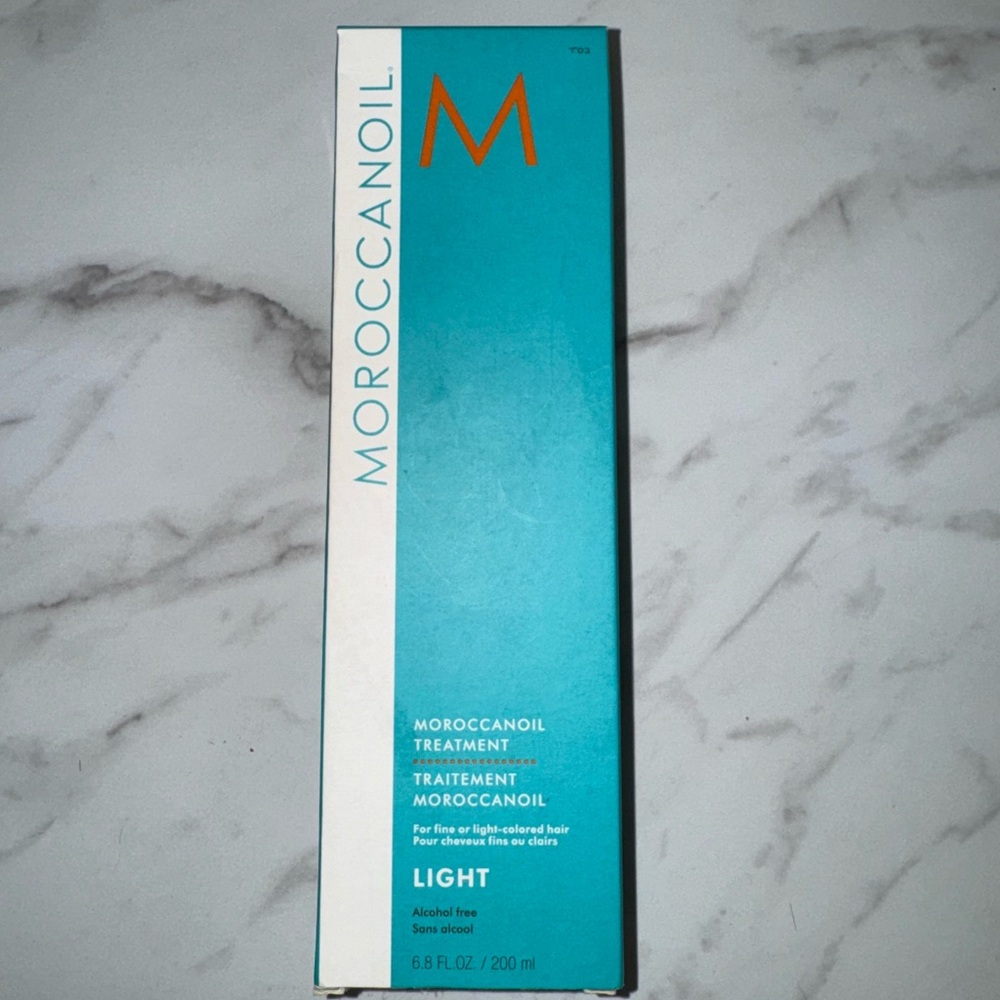 MOROCCANOIL®
M
MOROCCANOIL
TREATMENT
TRAITEMENT
MOROCCANOIL
For fine or light-colored hair
Pour cheveux fins ou clairs
LIGHT
Alcohol free
Sans alcool
6.8 FL.OZ. / 200 ml